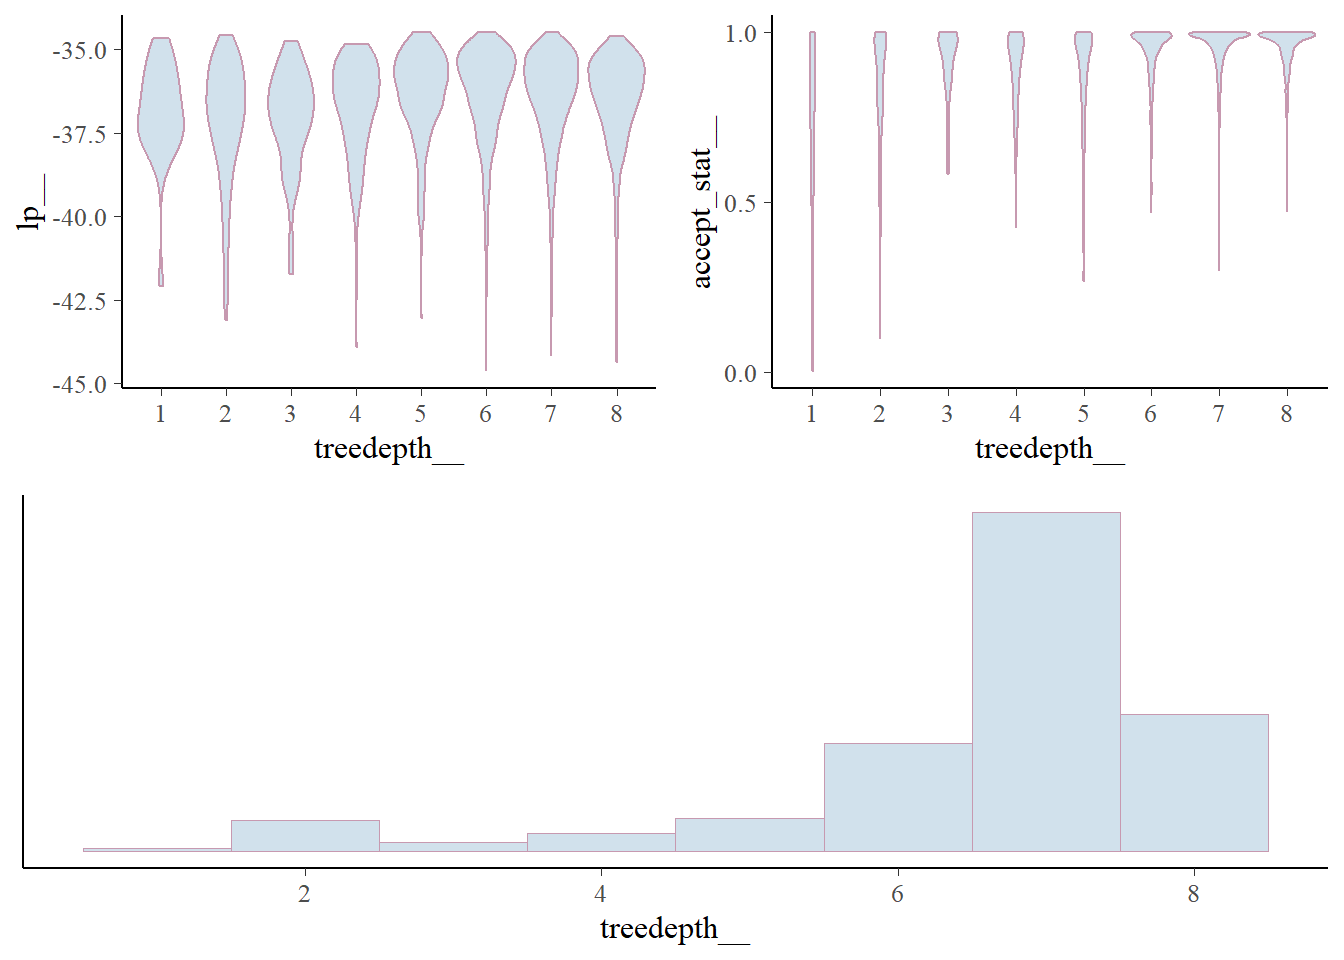 lp__
-35.0
-37.5
-40.0
-42.5
-45.0
1 2 3 4 5 6 7 8
treedepth__
accept_stat__
1.0
0.5
0.0
1 2 3 4 5 6 7 8
treedepth__
2 4 6 8
treedepth__